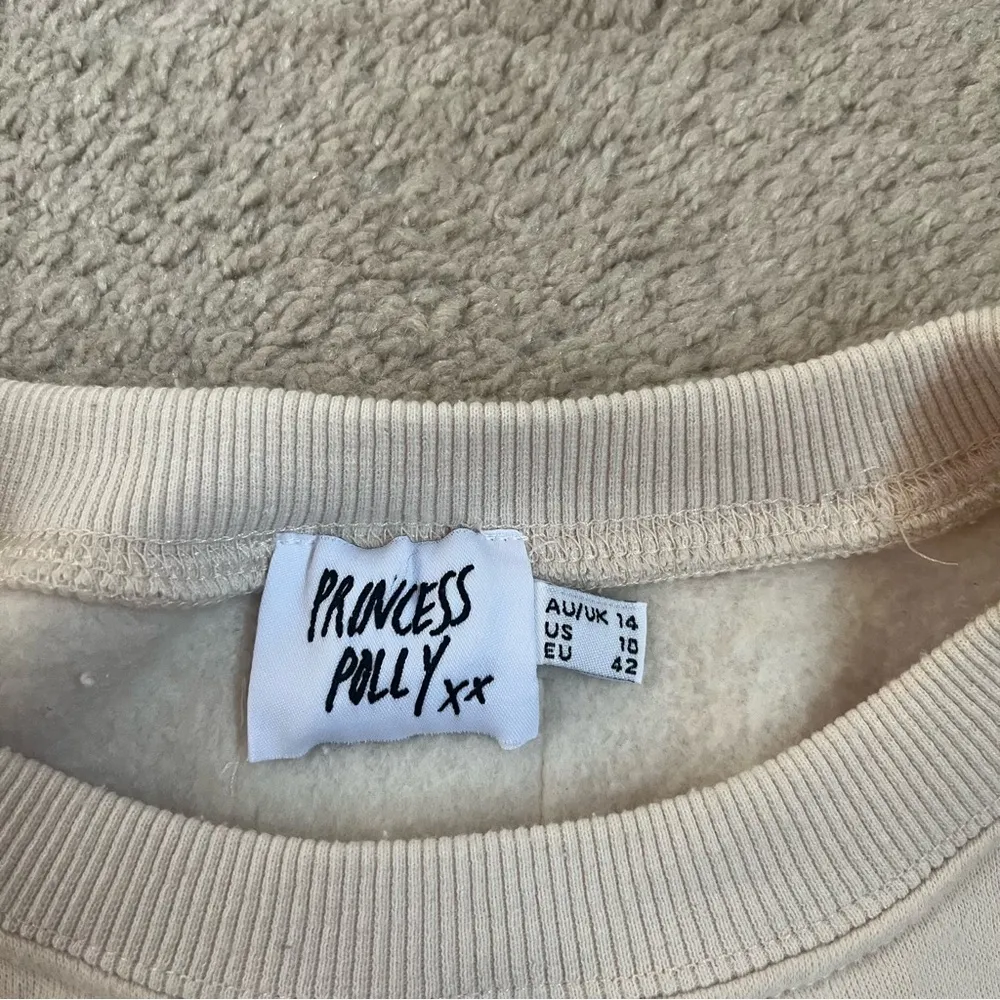 PRINCESS
POLLY xx
AU/UK 14
US 10
EU 42